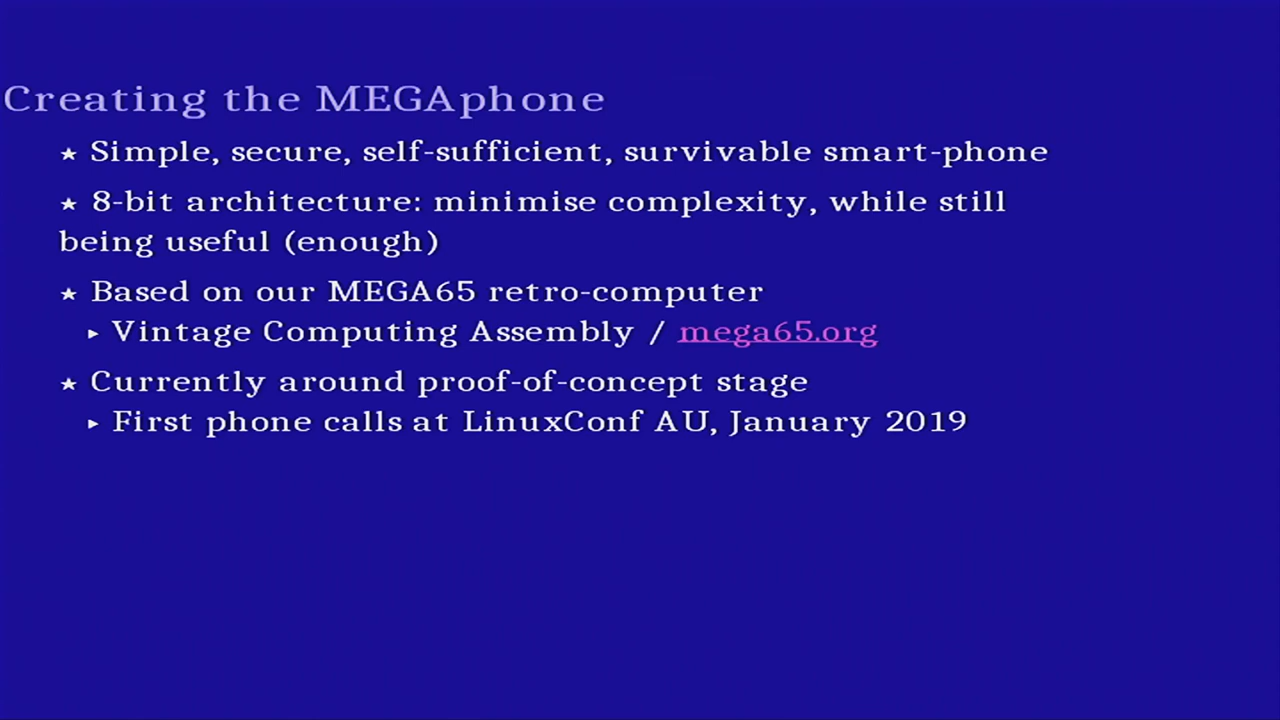 Creating the MEGAphone
★ Simple, secure, self-sufficient, survivable smart-phone
★ 8-bit architecture: minimise complexity, while still
being useful (enough)
★ Based on our MEGA65 retro-computer
▸ Vintage Computing Assembly / mega65.org
★ Currently around proof-of-concept stage
▸ First phone calls at LinuxConf AU, January 2019